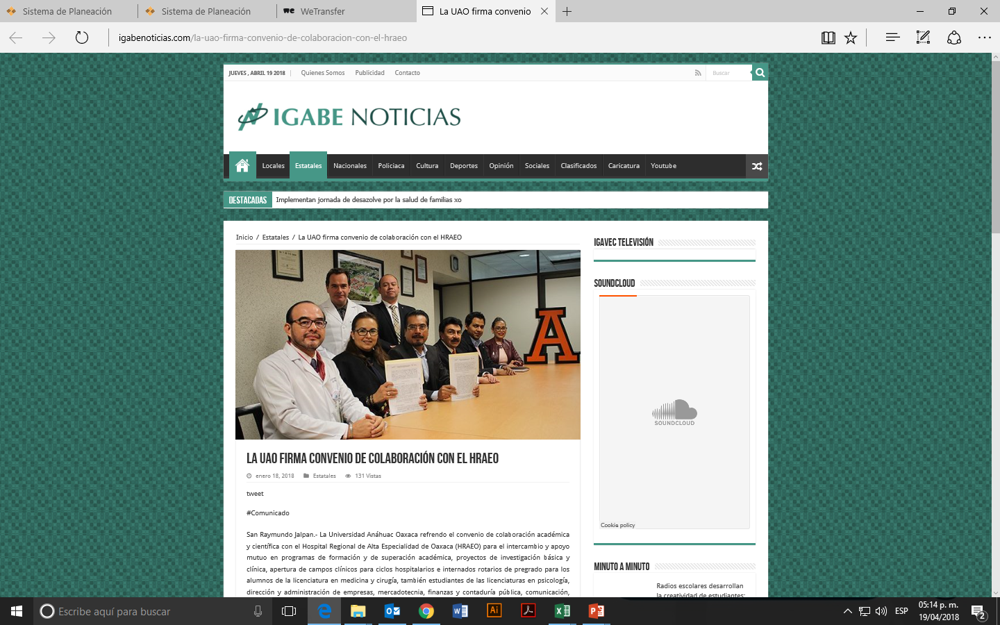 Sistema de Planeación
Sistema de Planeación
WeTransfer
La UAO firma convenio
igabenoticias.com/la-uao-firma-convenio-de-colaboracion-con-el-hraeo
JUEVES , ABRIL 19 2018
Quienes Somos
Publicidad
Contacto
Buscar
IGABE NOTICIAS
Locales
Estatales
Nacionales
Policiaca
Cultura
Deportes
Opinión
Sociales
Clasificados
Caricatura
Youtube
DESTACADAS
Implementan jornada de desazolve por la salud de familias xo
Inicio / Estatales / La UAO firma convenio de colaboración con el HRAEO
A
LA UAO FIRMA CONVENIO DE COLABORACIÓN CON EL HRAEO
enero 18, 2018
Estatales
131 Vistas
tweet
#Comunicado
San Raymundo Jalpan.- La Universidad Anáhuac Oaxaca refrendo el convenio de colaboración académica
y científica con el Hospital Regional de Alta Especialidad de Oaxaca (HRAEO) para el intercambio y apoyo
mutuo en programas de formación y de superación académica, proyectos de investigación básica y
clínica, apertura de campos clínicos para ciclos hospitalarios e internados rotarios de pregrado para los
alumnos de la licenciatura en medicina y cirugía, también estudiantes de las licenciaturas en psicología,
dirección y administración de empresas, mercadotecnia, finanzas y contaduría pública, comunicación,
IGAVEC TELEVISIÓN
SOUNDCLOUD
SOUNDCLOUD
Cookie policy
MINUTO A MINUTO
Radios escolares desarrollan
la creatividad de estudiantes:
Escribe aquí para buscar
ESP
05:14 p. m.
19/04/2018
2